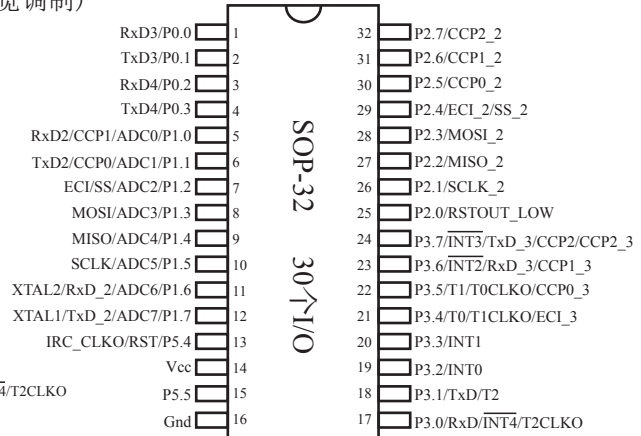 RxD3/P0.0 1 32 P2.7/CCP2_2
TxD3/P0.1 2 31 P2.6/CCP1_2
RxD4/P0.2 3 30 P2.5/CCP0_2
TxD4/P0.3 4 29 P2.4/ECI_2/SS_2
RxD2/CCP1/ADC0/P1.0 5 28 P2.3/MOSI_2
TxD2/CCP0/ADC1/P1.1 6 27 P2.2/MISO_2
ECI/SS/ADC2/P1.2 7 26 P2.1/SCLK_2
MOSI/ADC3/P1.3 8 25 P2.0/RSTOUT_LOW
MISO/ADC4/P1.4 9 24 P3.7/INT3/TxD_3/CCP2/CCP2_3
SCLK/ADC5/P1.5 10 23 P3.6/INT2/RxD_3/CCP1_3
XTAL2/RxD_2/ADC6/P1.6 11 22 P3.5/T1/T0CLKO/CCP0_3
XTAL1/TxD_2/ADC7/P1.7 12 21 P3.4/T0/T1CLKO/ECI_3
IRC_CLKO/RST/P5.4 13 20 P3.3/INT1
Vcc 14 19 P3.2/INT0
4/T2CLKO P5.5 15 18 P3.1/TxD/T2
Gnd 16 17 P3.0/RxD/INT4/T2CLKO
SOP-32 30个I/O